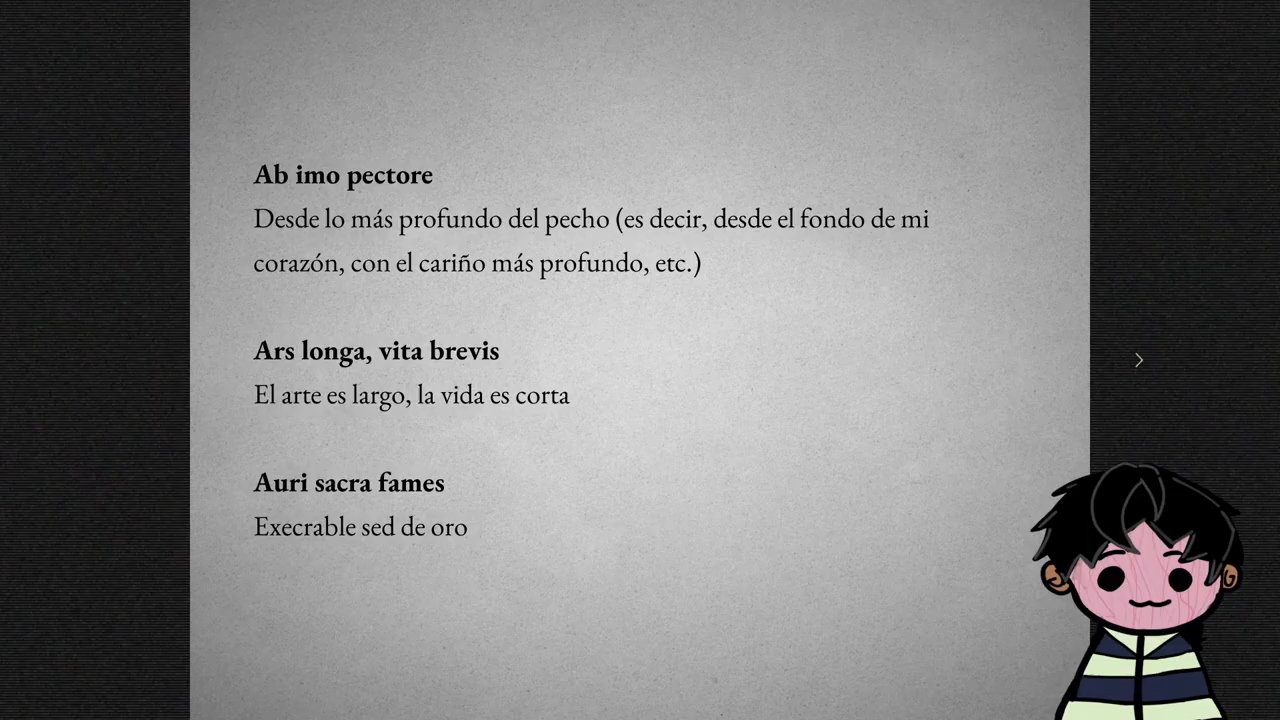 Ab imo pectore
Desde lo más profundo del pecho (es decir, desde el fondo de mi
corazón, con el cariño más profundo, etc.)
Ars longa, vita brevis
El arte es largo, la vida es corta
Auri sacra fames
Execrable sed de oro